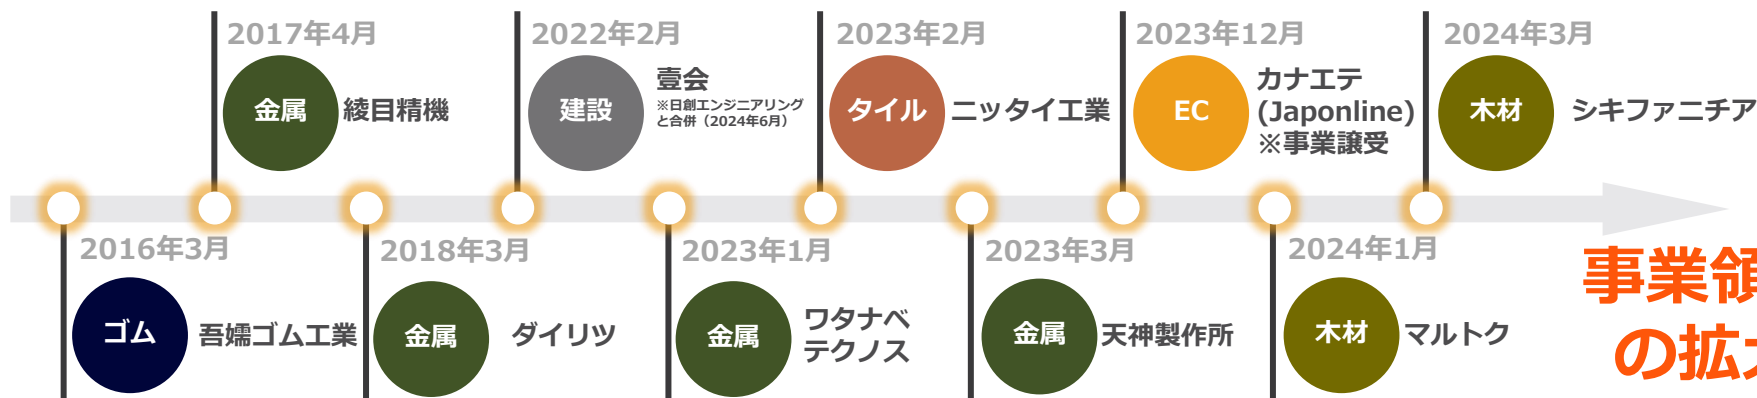 2017年4月
金属
綾目精機
2022年2月
建設
壹会
※日創エンジニアリング
と合併（2024年6月）
2023年2月
タイル
ニッタイ工業
2023年12月
EC
カナエテ
(Japonline)
※事業譲受
2024年3月
木材
シキファニチア
2016年3月
ゴム
吾嬬ゴム工業
2018年3月
金属
ダイリツ
2023年1月
金属
ワタナベ
テクノス
2023年3月
金属
天神製作所
2024年1月
木材
マルトク
事業領
の拡